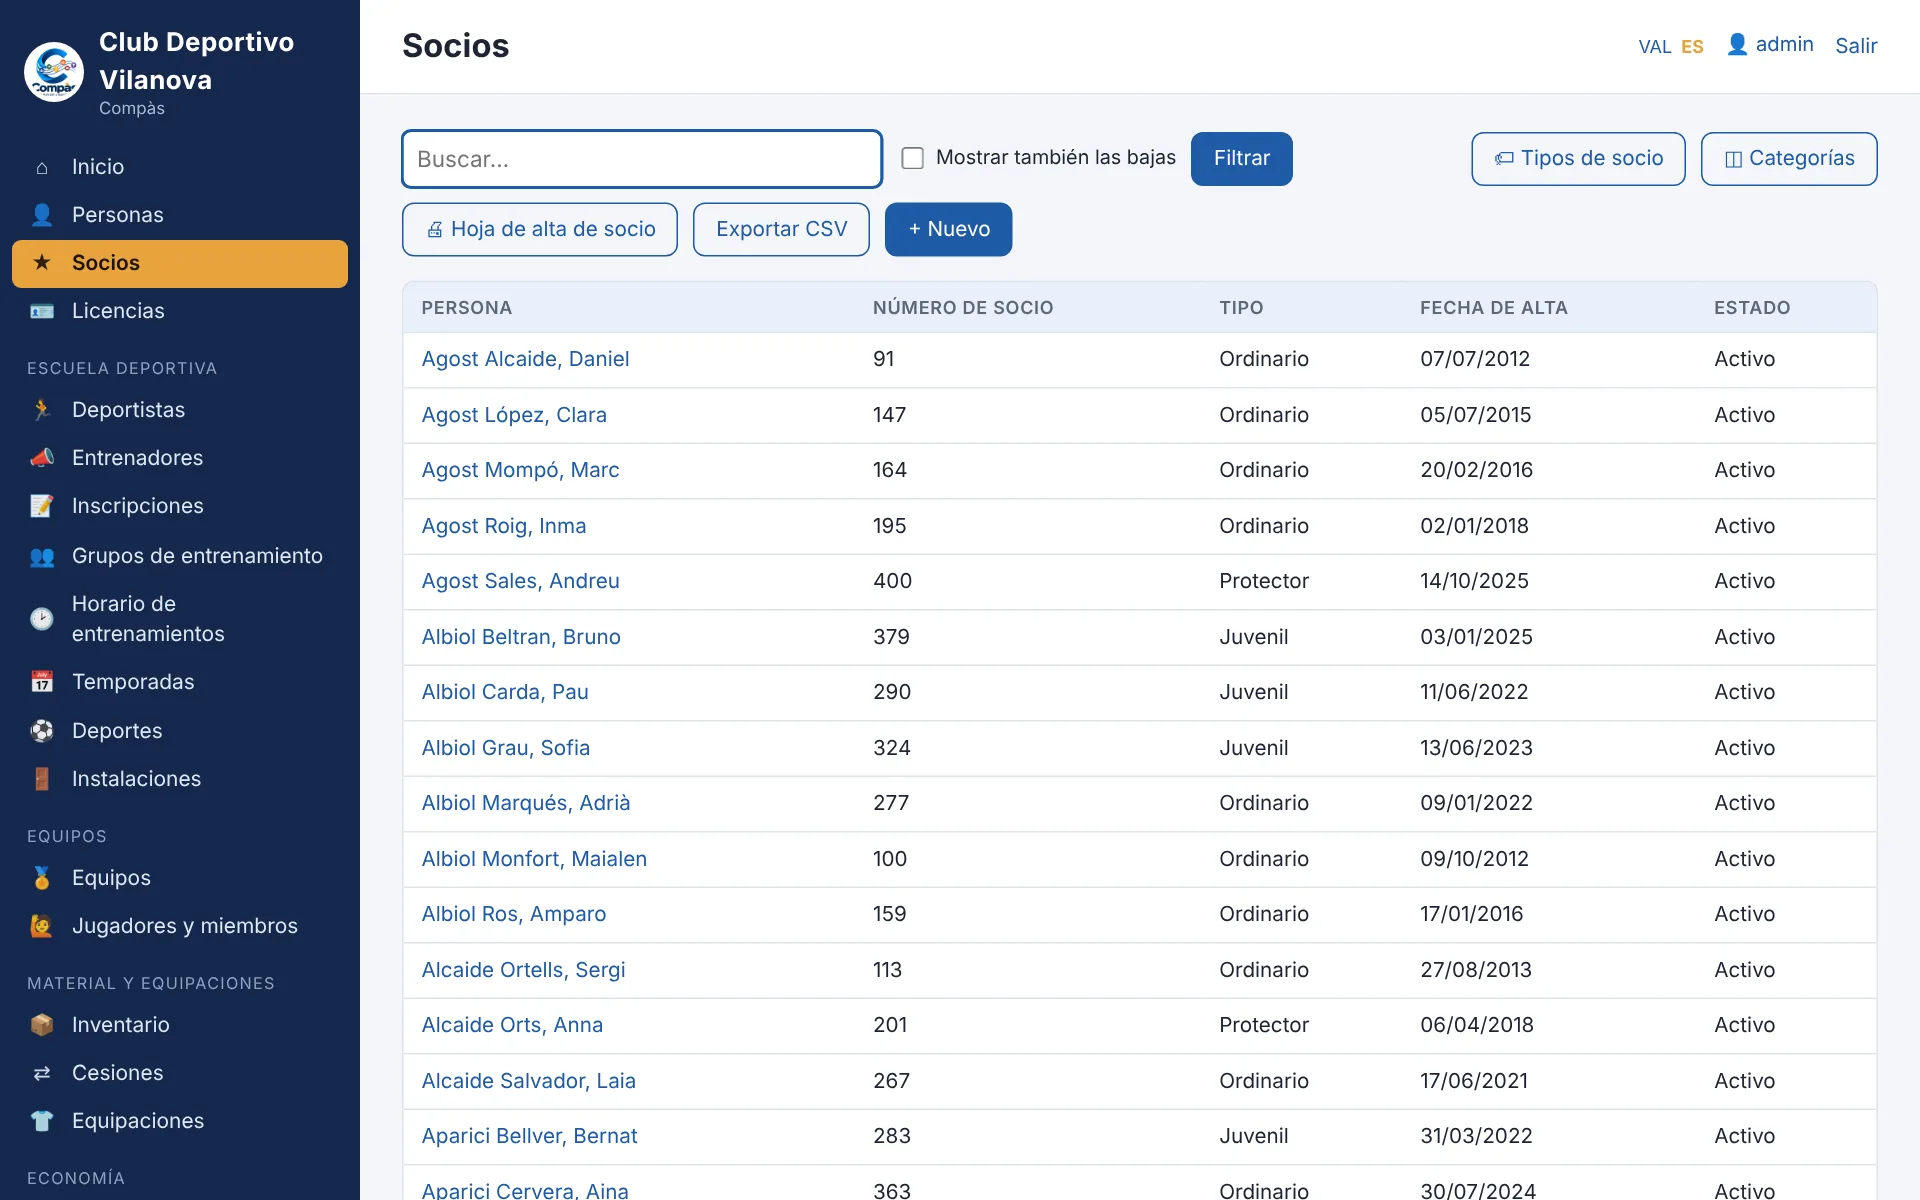 Club Deportivo
Vilanova
Compàs
Inicio
Personas
Socios
Licencias
ESCUELA DEPORTIVA
Deportistas
Entrenadores
Inscripciones
Grupos de entrenamiento
Horario de
entrenamientos
Temporadas
Deportes
Instalaciones
EQUIPOS
Equipos
Jugadores y miembros
MATERIAL Y EQUIPACIONES
Inventario
Cesiones
Equipaciones
ECONOMÍA
Socios
VAL ES admin Salir
Buscar... Mostrar también las bajas Filtrar Tipos de socio Categorías
Hoja de alta de socio Exportar CSV + Nuevo
PERSONA NÚMERO DE SOCIO TIPO FECHA DE ALTA ESTADO
Agost Alcaide, Daniel 91 Ordinario 07/07/2012 Activo
Agost López, Clara 147 Ordinario 05/07/2015 Activo
Agost Mompó, Marc 164 Ordinario 20/02/2016 Activo
Agost Roig, Inma 195 Ordinario 02/01/2018 Activo
Agost Sales, Andreu 400 Protector 14/10/2025 Activo
Albiol Beltran, Bruno 379 Juvenil 03/01/2025 Activo
Albiol Carda, Pau 290 Juvenil 11/06/2022 Activo
Albiol Grau, Sofia 324 Juvenil 13/06/2023 Activo
Albiol Marqués, Adrià 277 Ordinario 09/01/2022 Activo
Albiol Monfort, Maialen 100 Ordinario 09/10/2012 Activo
Albiol Ros, Amparo 159 Ordinario 17/01/2016 Activo
Alcaide Ortells, Sergi 113 Ordinario 27/08/2013 Activo
Alcaide Orts, Anna 201 Protector 06/04/2018 Activo
Alcaide Salvador, Laia 267 Ordinario 17/06/2021 Activo
Aparici Bellver, Bernat 283 Juvenil 31/03/2022 Activo
Aparici Cervera, Aina 363 Ordinario 30/07/2024 Activo